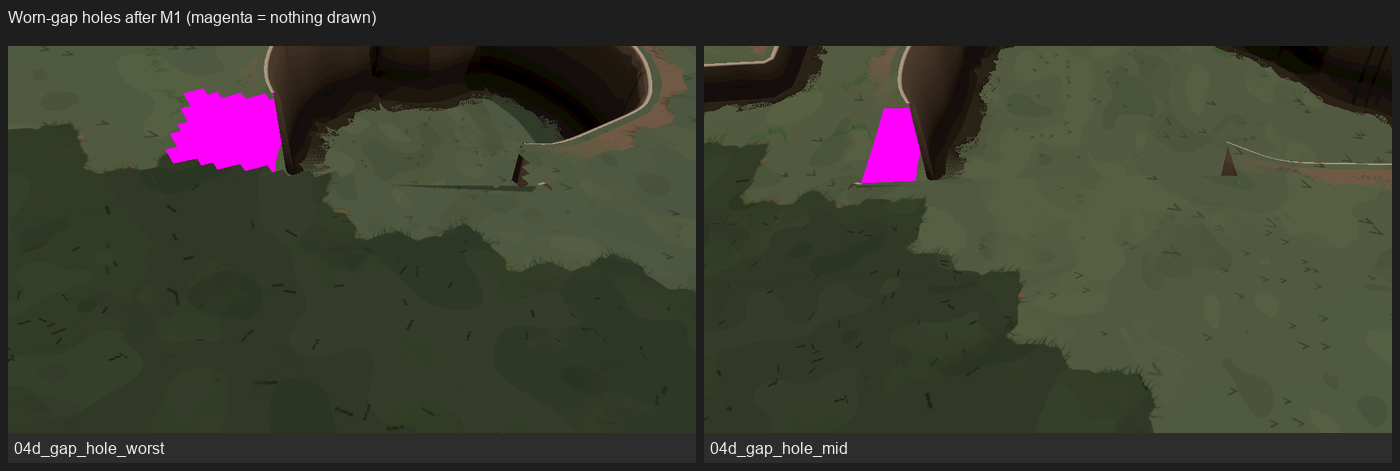 Worn-gap holes after M1 (magenta = nothing drawn)
04d_gap_hole_worst
04d_gap_hole_mid